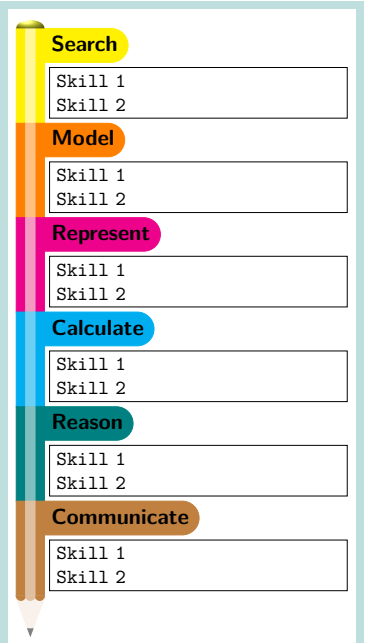 Search
Skill 1
Skill 2
Model
Skill 1
Skill 2
Represent
Skill 1
Skill 2
Calculate
Skill 1
Skill 2
Reason
Skill 1
Skill 2
Communicate
Skill 1
Skill 2